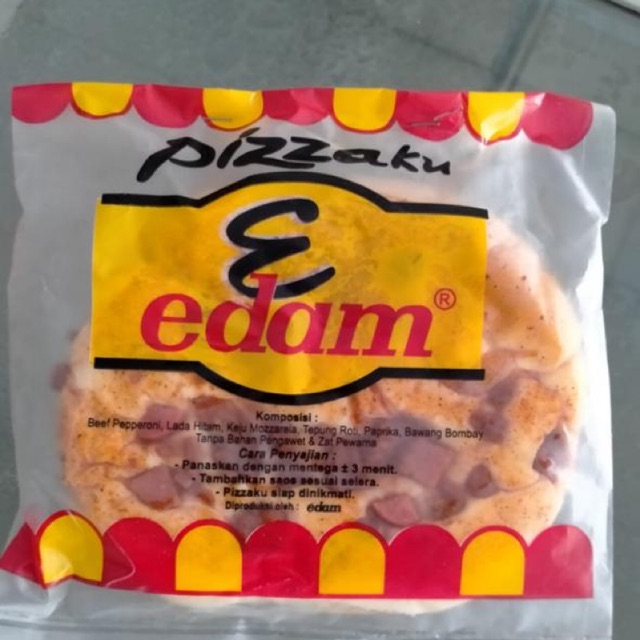 pizzaku
E
edam®
Komposisi :
Beef Pepperoni, Lada Hitam, Keju Mozzarela, Tepung Roti, Paprika, Bawang Bombay
Tanpa Bahan Pengawet & Zat Pewarna
Cara Penyajian :
- Panaskan dengan mentega ± 3 menit.
- Tambahkan saos sesuai selera.
- Pizzaku siap dinikmati.
Diproduksi oleh : edam